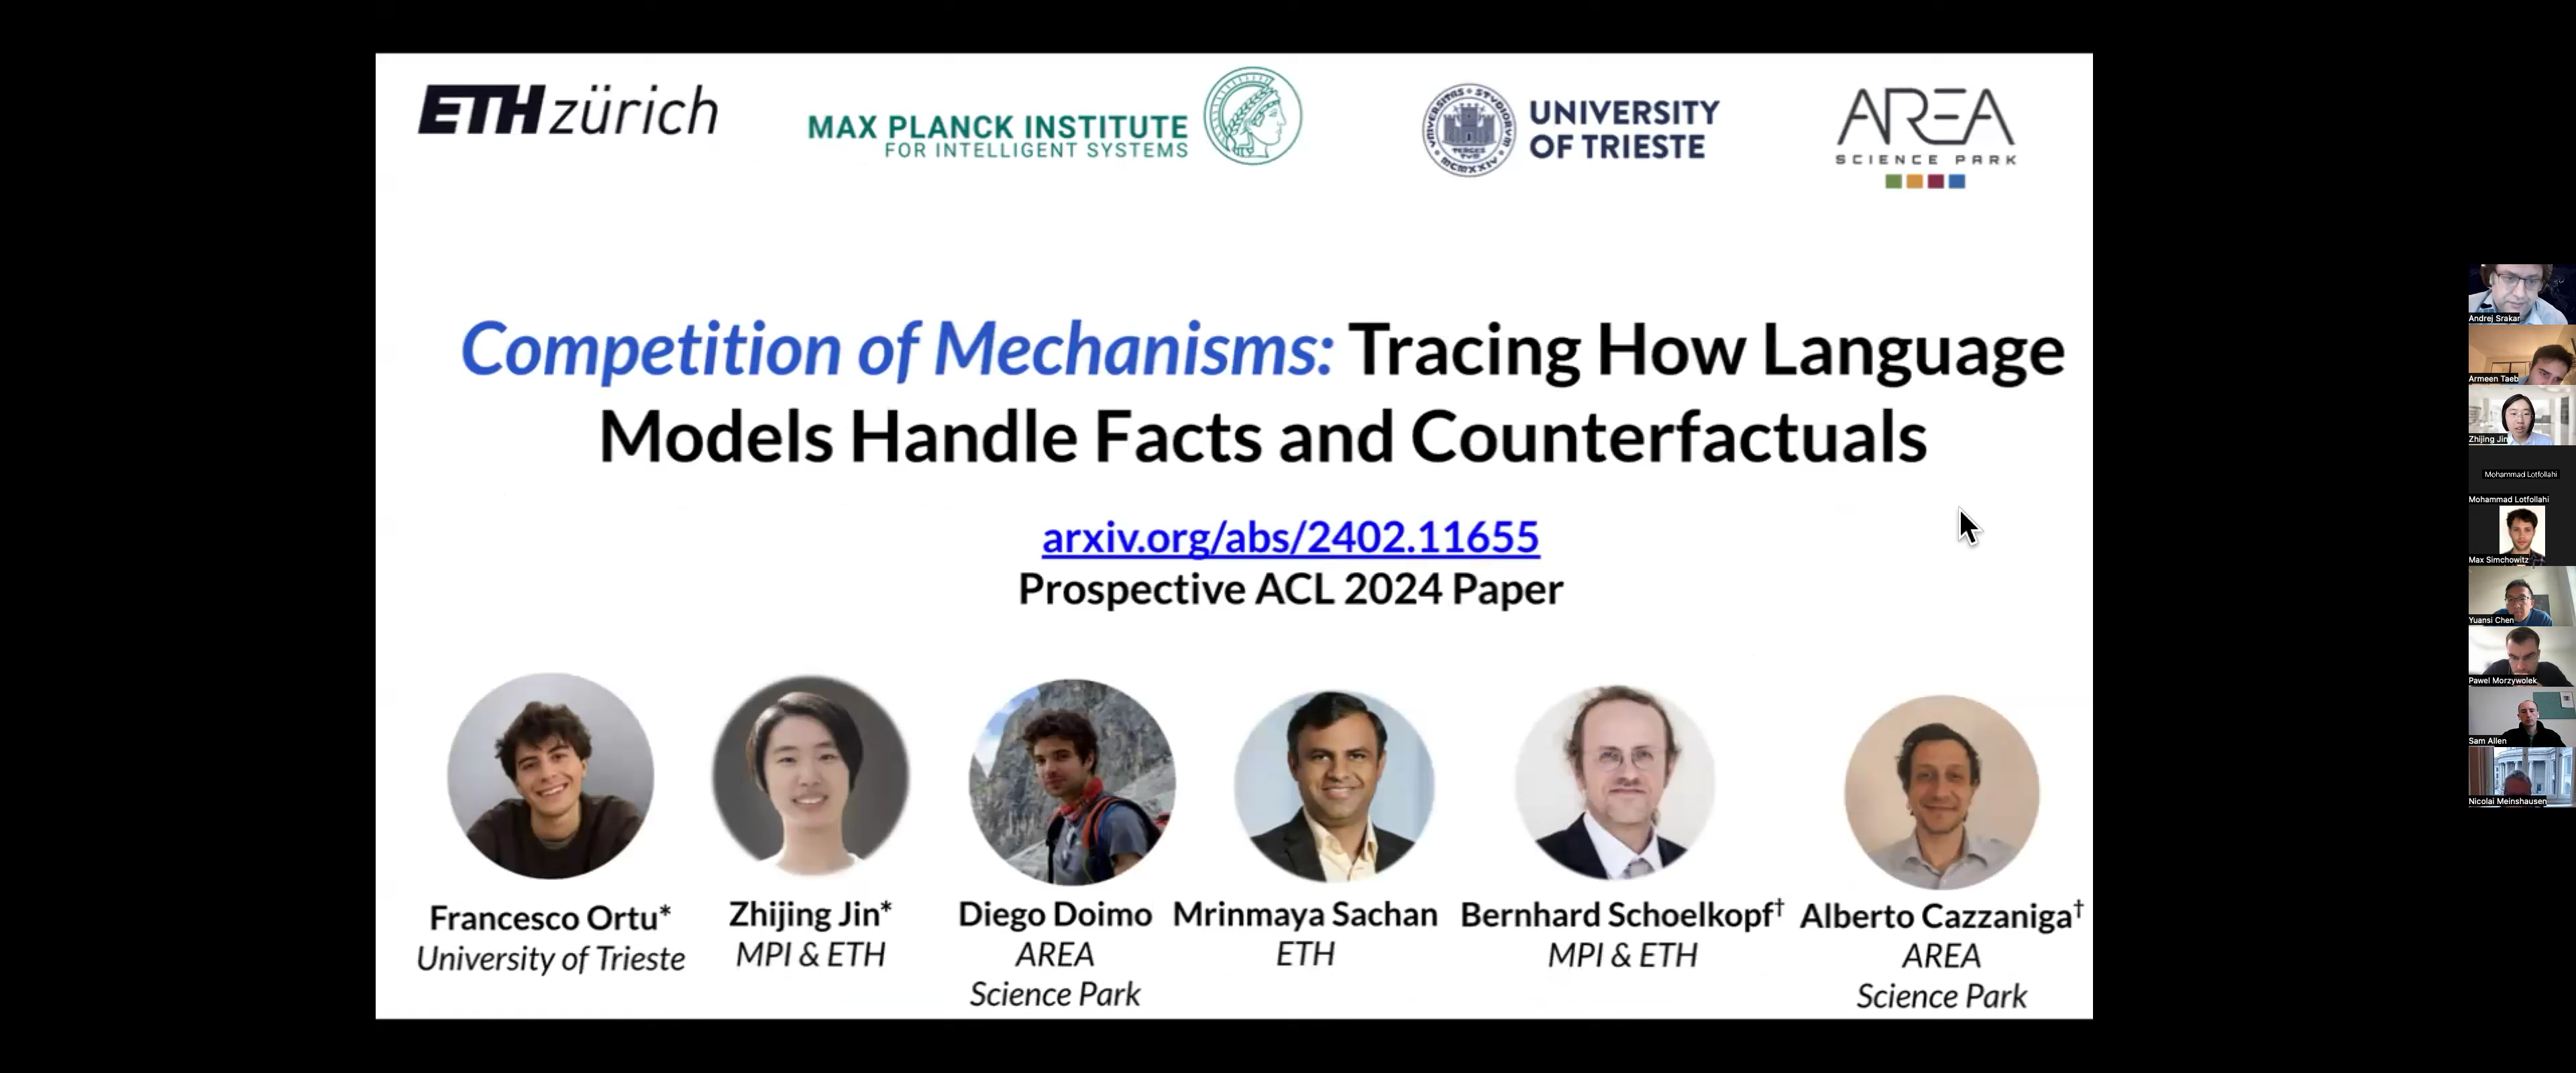 ETH zürich
MAX PLANCK INSTITUTE
FOR INTELLIGENT SYSTEMS
UNIVERSITY
OF TRIESTE
AREA
SCIENCE PARK
Competition of Mechanisms: Tracing How Language
Models Handle Facts and Counterfactuals
arxiv.org/abs/2402.11655
Prospective ACL 2024 Paper
Francesco Ortu*
University of Trieste
Zhijing Jin*
MPI & ETH
Diego Doimo
AREA
Science Park
Mrinmaya Sachan
ETH
Bernhard Schoelkopf†
MPI & ETH
Alberto Cazzaniga†
AREA
Science Park
Andrej Srakar
Armeen Taeb
Zhijing Jin
Mohammad Lotfollahi
Mohammad Lotfollahi
Max Simchowitz
Yuansi Chen
Pawel Morzywolek
Sam Allen
Nicolai Meinshausen